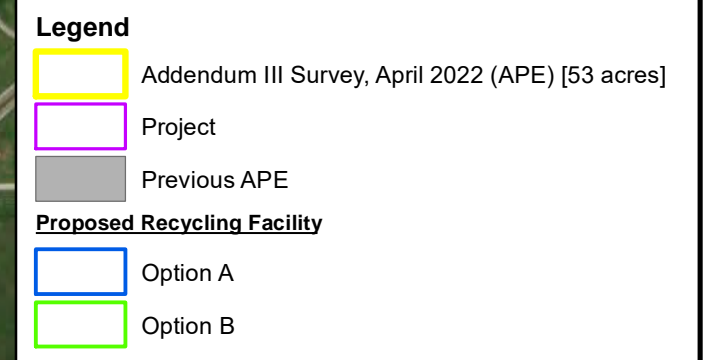 Legend
Addendum III Survey, April 2022 (APE) [53 acres]
Project
Previous APE
Proposed Recycling Facility
Option A
Option B